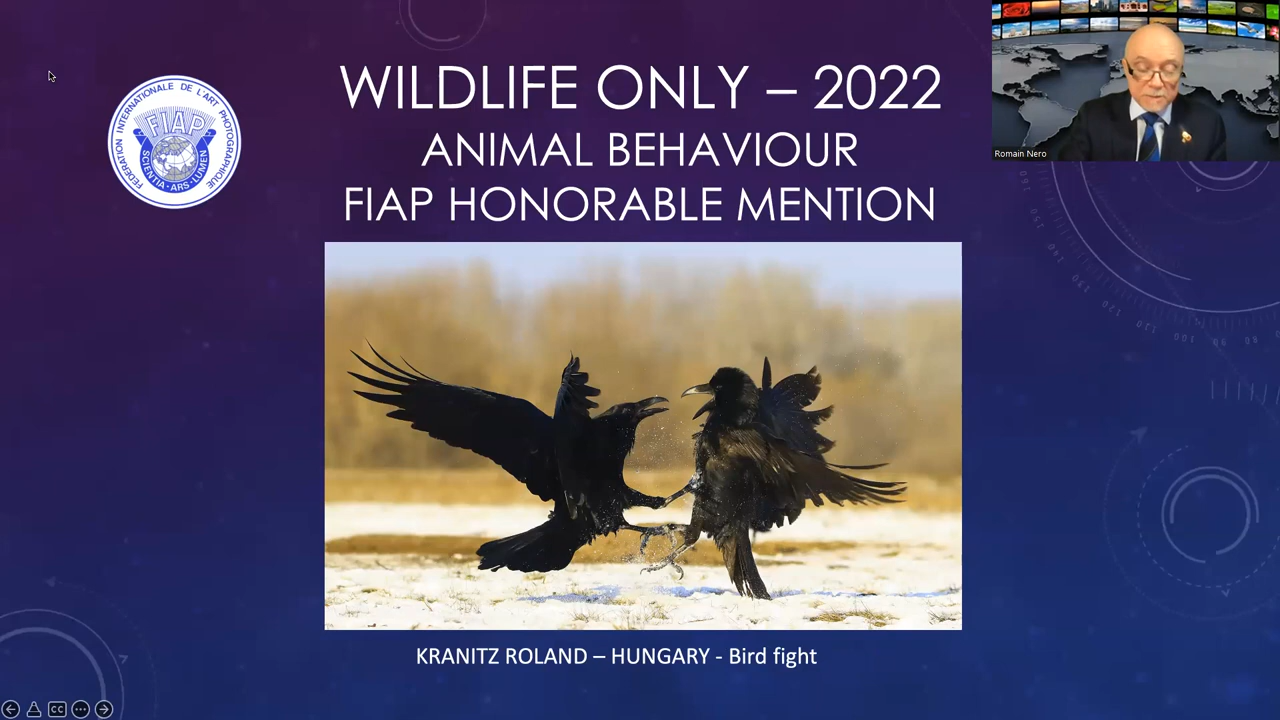 WILDLIFE ONLY – 2022
ANIMAL BEHAVIOUR
FIAP HONORABLE MENTION
FEDERATION INTERNATIONALE DE L'ART PHOTOGRAPHIQUE
FIAP
SCIENTIA • ARS • LUMEN
Romain Nero
KRANITZ ROLAND – HUNGARY - Bird fight
CC